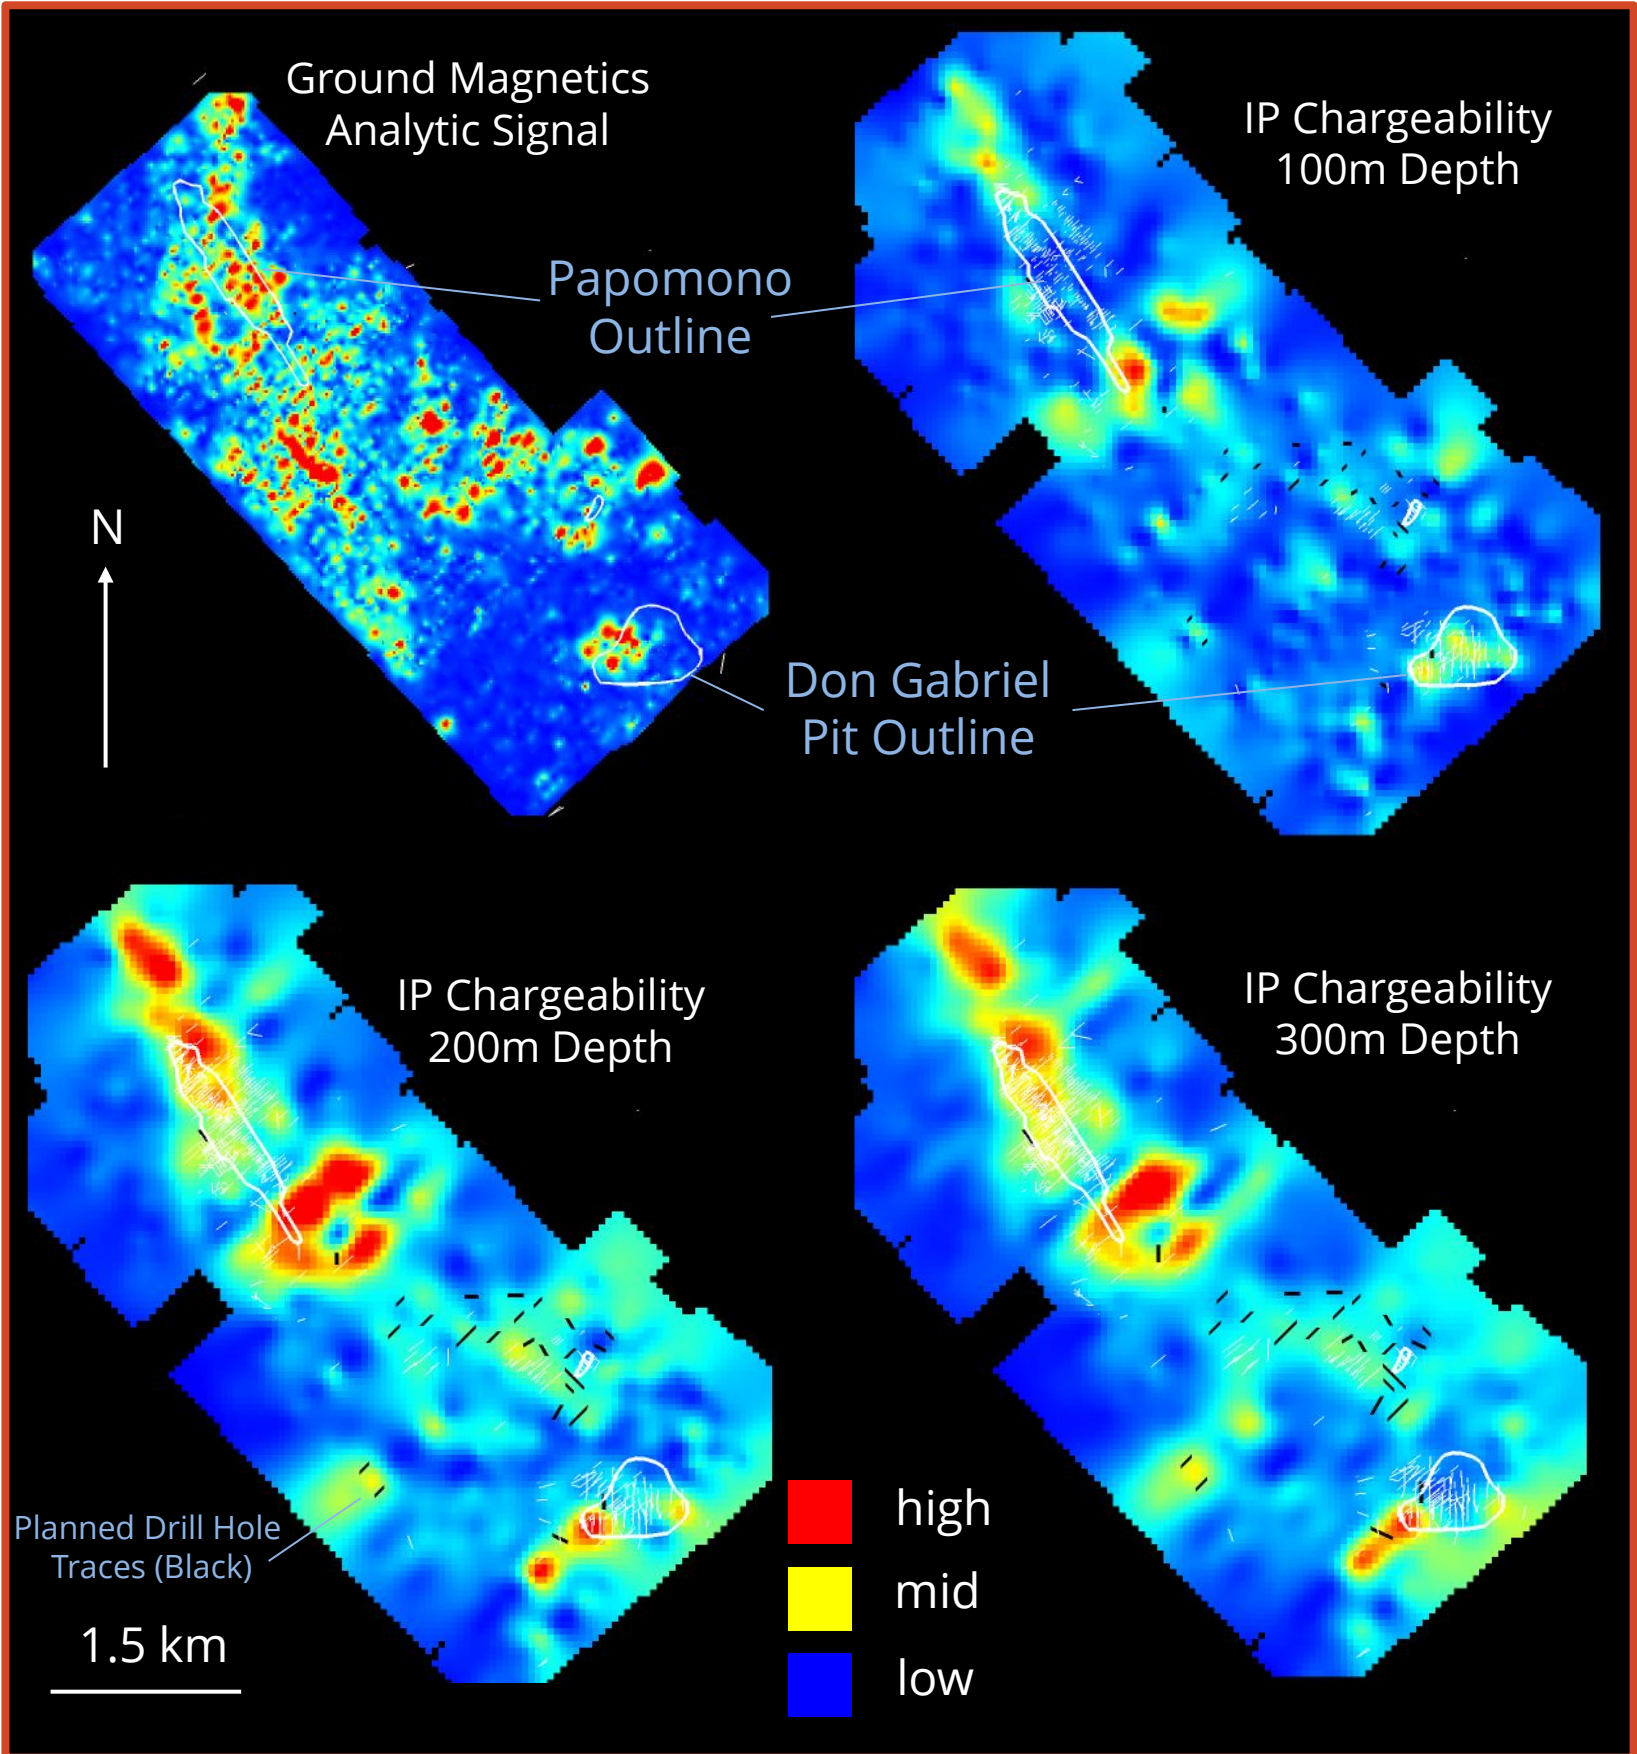 Ground Magnetics
Analytic Signal
IP Chargeability
100m Depth
Papomono
Outline
N
Don Gabriel
Pit Outline
IP Chargeability
200m Depth
IP Chargeability
300m Depth
Planned Drill Hole
Traces (Black)
1.5 km
high
mid
low